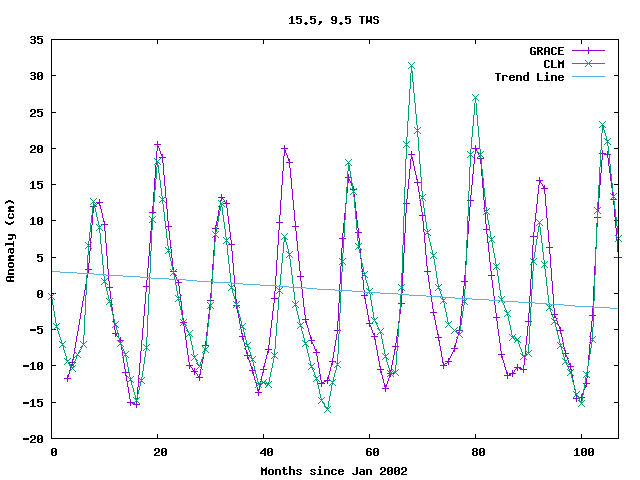 15.5, 9.5 TWS
GRACE
CLM
Trend Line
35
30
25
20
15
10
5
0
-5
-10
-15
-20
Anomaly (cm)
0 20 40 60 80 100
Months since Jan 2002